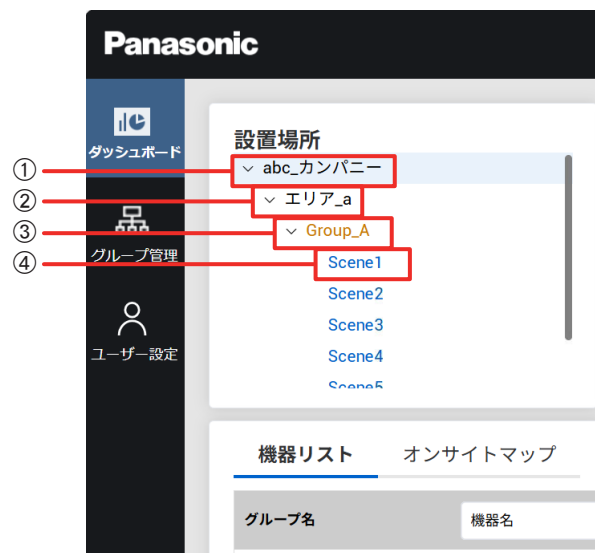 Panasonic
ダッシュボード
グループ管理
ユーザー設定
設置場所
① abc_カンパニー
② エリア_a
③ Group_A
④ Scene1
Scene2
Scene3
Scene4
Scene5
機器リスト オンサイトマップ
グループ名 機器名